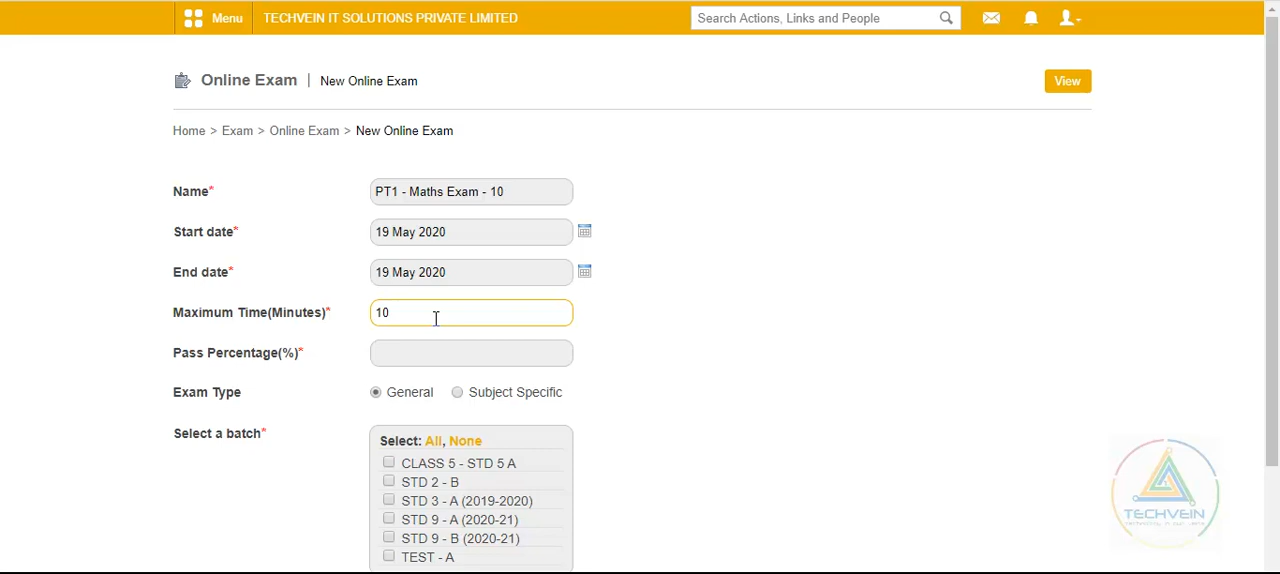 Menu
TECHVEIN IT SOLUTIONS PRIVATE LIMITED
Search Actions, Links and People
Online Exam | New Online Exam
View
Home > Exam > Online Exam > New Online Exam
Name*
PT1 - Maths Exam - 10
Start date*
19 May 2020
End date*
19 May 2020
Maximum Time(Minutes)*
10
Pass Percentage(%)*
Exam Type
General
Subject Specific
Select a batch*
Select: All, None
CLASS 5 - STD 5 A
STD 2 - B
STD 3 - A (2019-2020)
STD 9 - A (2020-21)
STD 9 - B (2020-21)
TEST - A
TECHVEIN